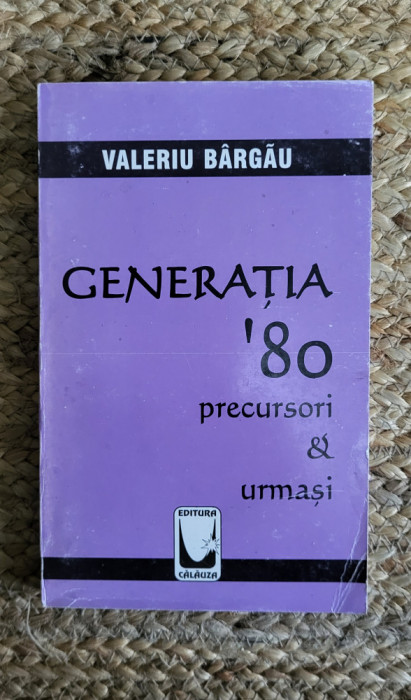 VALERIU BÂRGĂU
GENERAȚIA
'80
precursori
&
urmași
EDITURA
CĂLĂUZA